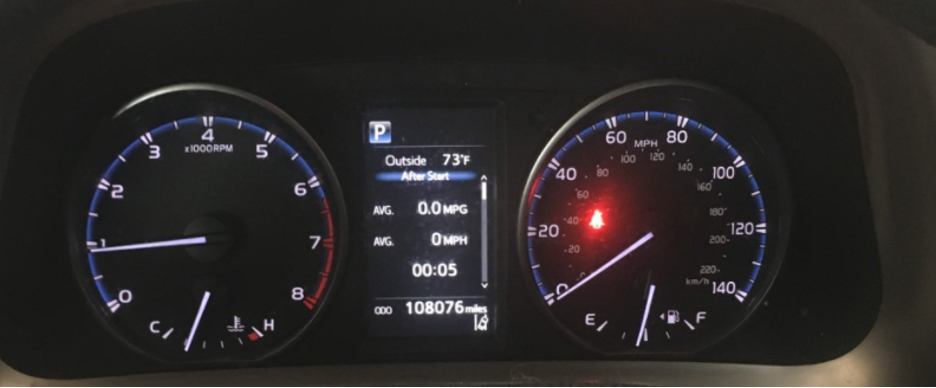 0
1
2
3
4
5
6
7
8
x1000RPM
C H
P
Outside 73°F
After Start
AVG. 0.0 MPG
AVG. 0 MPH
00:05
ODO 108076 miles
0
20
40
60
80
100
120
140
MPH
0
20
40
60
80
100
120
140
160
180
200
220
km/h
E F